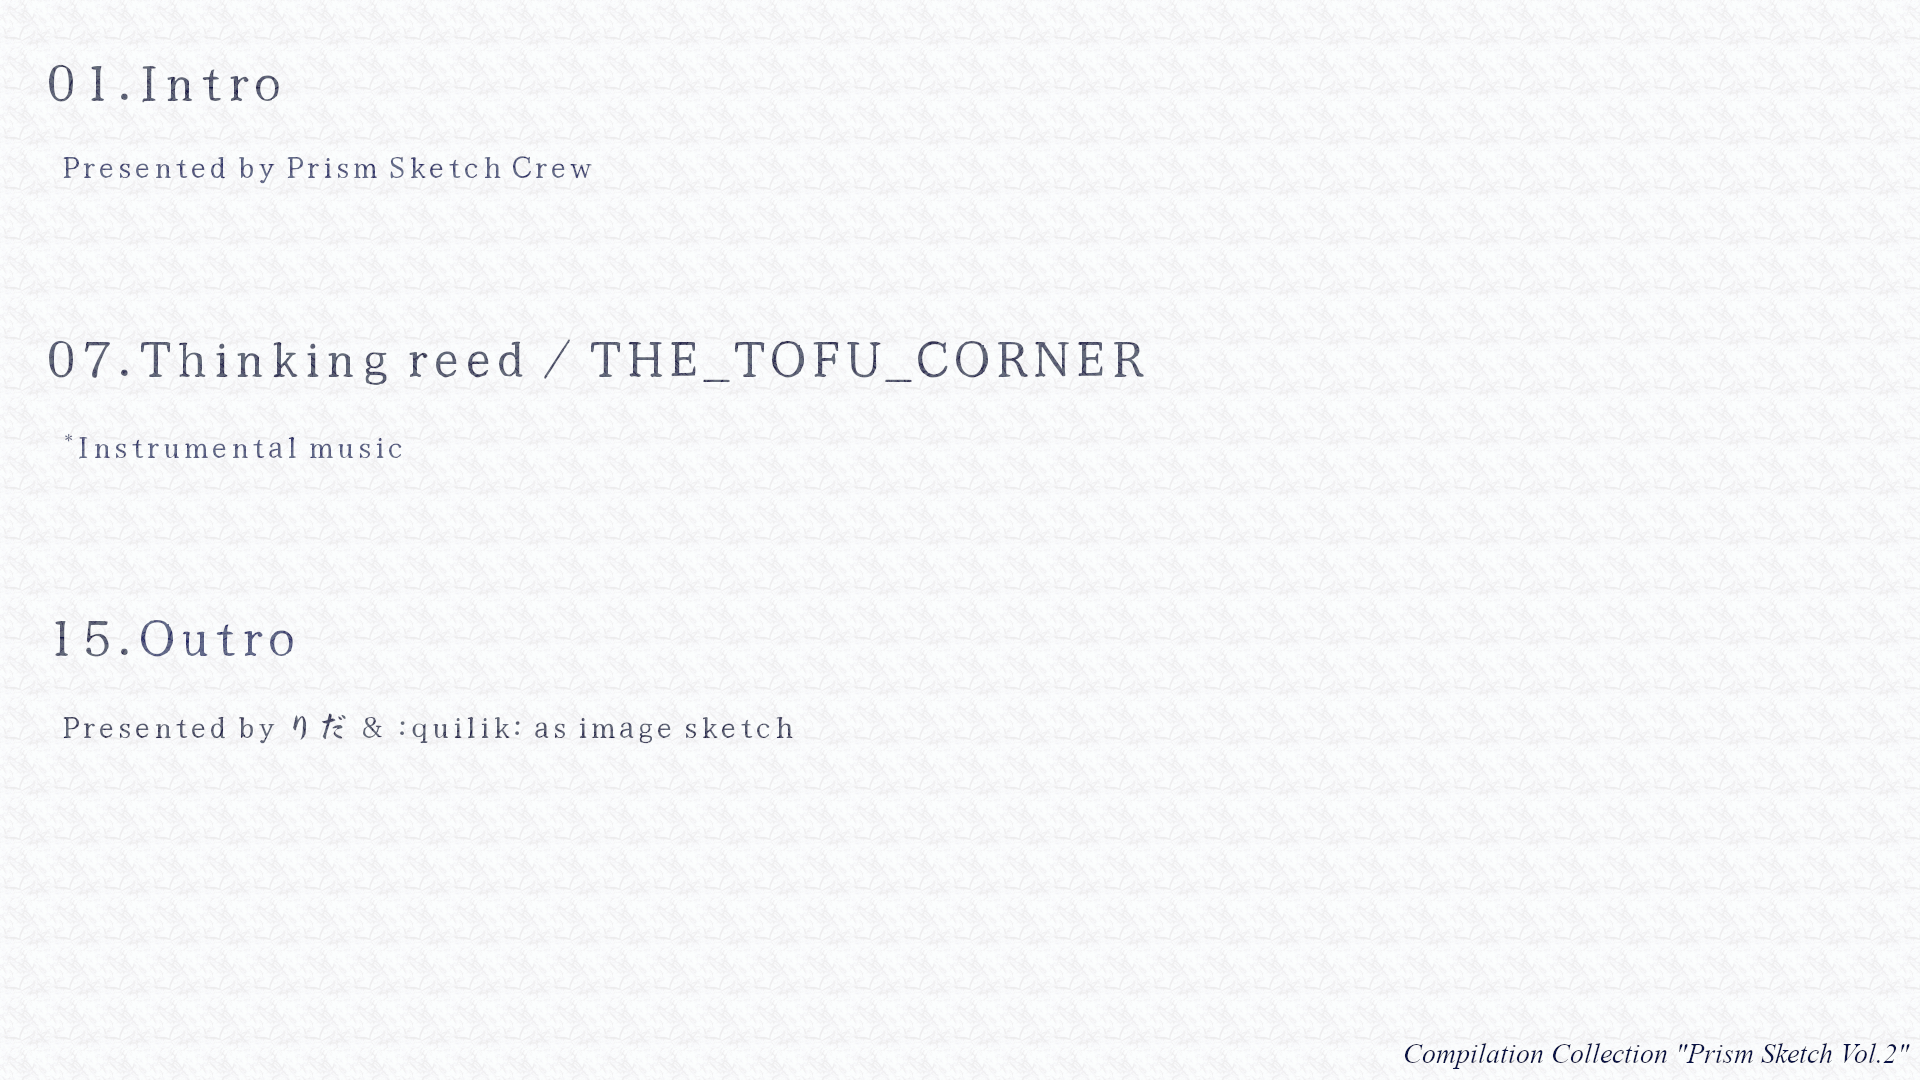 01.Intro
Presented by Prism Sketch Crew
07.Thinking reed / THE_TOFU_CORNER
*Instrumental music
15.Outro
Presented by りだ & :quilik: as image sketch
Compilation Collection "Prism Sketch Vol.2"